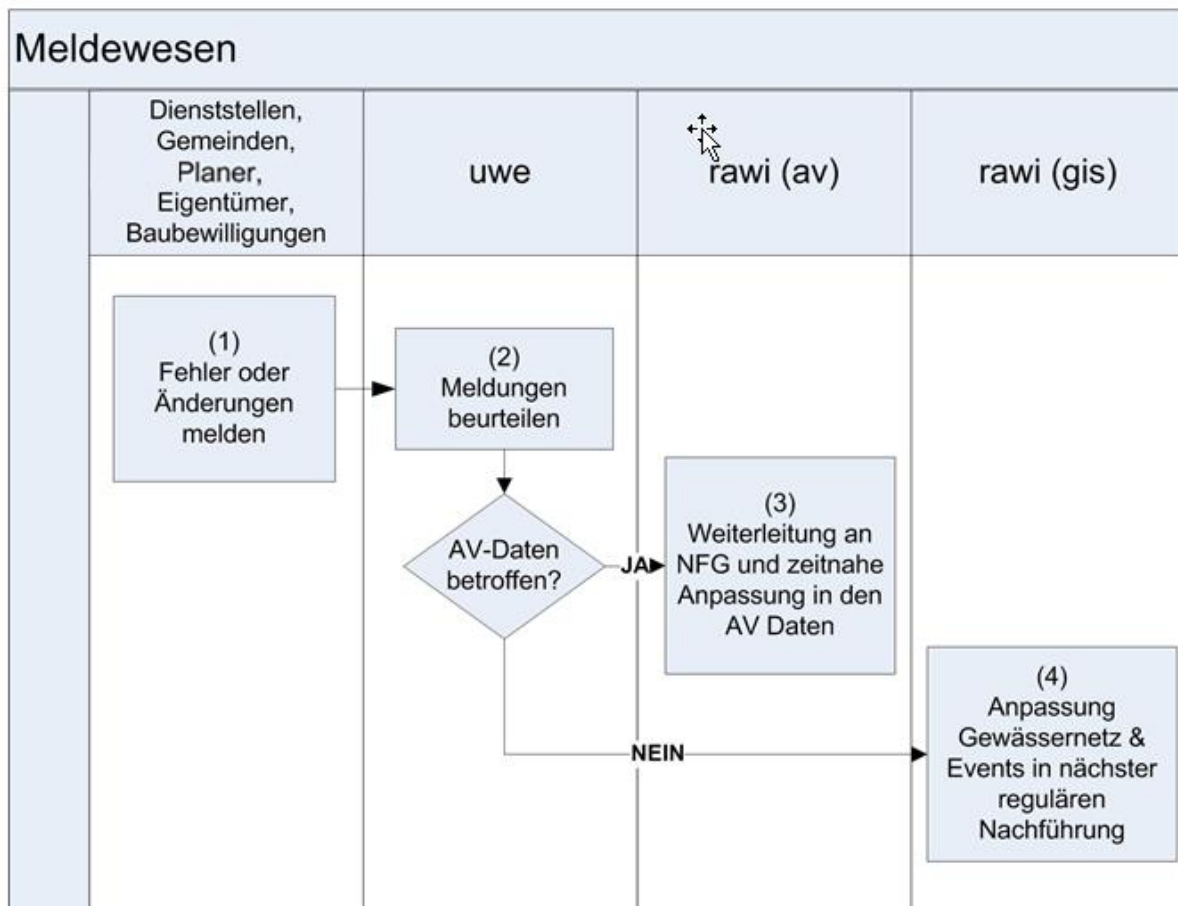 Meldewesen
Dienststellen,
Gemeinden,
Planer,
Eigentümer,
Baubewilligungen
uwe
rawi (av)
rawi (gis)
(1)
Fehler oder
Änderungen
melden
(2)
Meldungen
beurteilen
AV-Daten
betroffen?
JA
(3)
Weiterleitung an
NFG und zeitnahe
Anpassung in den
AV Daten
NEIN
(4)
Anpassung
Gewässernetz &
Events in nächster
regulären
Nachführung